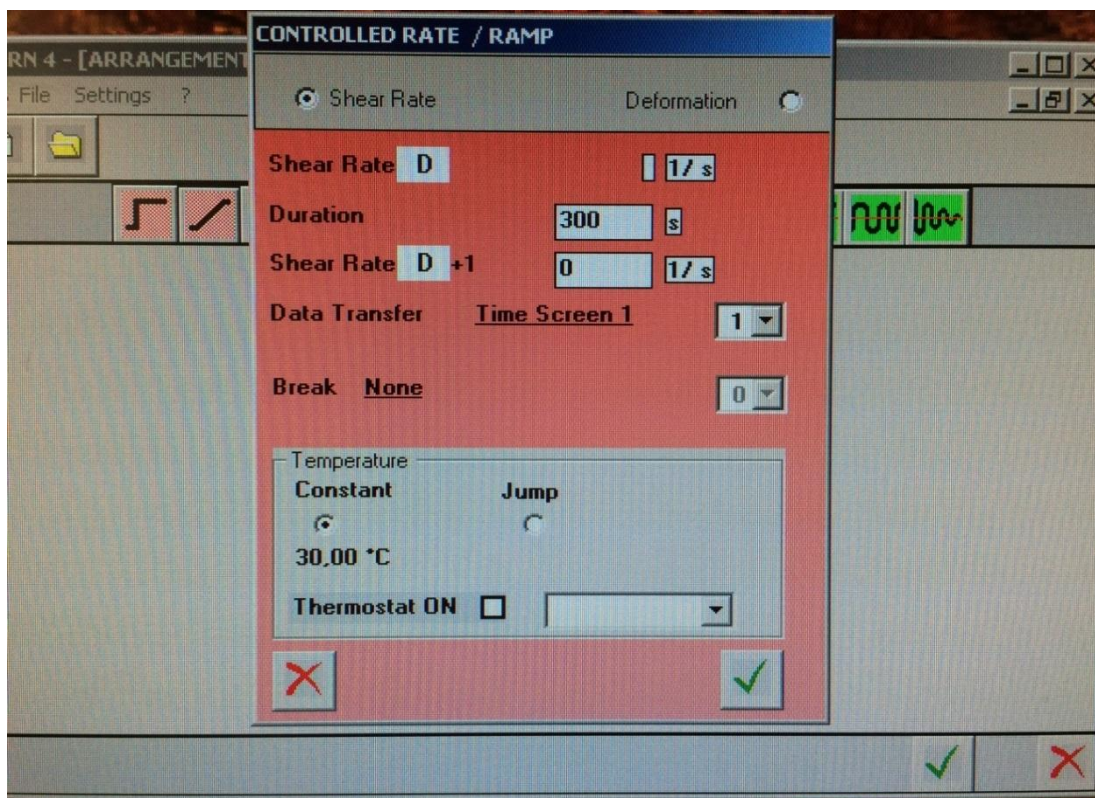 CONTROLLED RATE / RAMP
RN 4 - [ARRANGEMENT
File Settings ?
Shear Rate Deformation
Shear Rate D 1/ s
Duration 300 s
Shear Rate D +1 0 1/ s
Data Transfer Time Screen 1 1
Break None 0
Temperature
Constant Jump
30,00 °C
Thermostat ON